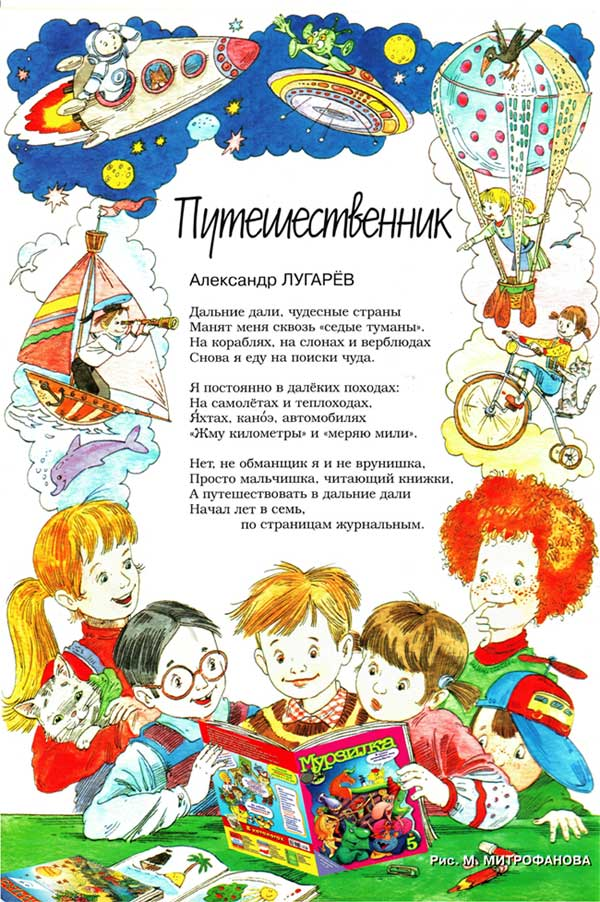 Путешественник
Александр ЛУГАРЁВ
Дальние дали, чудесные страны
Манят меня сквозь «седые туманы».
На кораблях, на слонах и верблюдах
Снова я еду на поиски чуда.
Я постоянно в далёких походах:
На самолётах и теплоходах,
Я́хтах, кано́э, автомобилях
«Жму километры» и «меряю мили».
Нет, не обманщик я и не врунишка,
Просто мальчишка, читающий книжки.
А путешествовать в дальние дали
Начал лет в семь,
по страницам журнальным.
Мурзилка
5
Рис. М. МИТРОФАНОВА